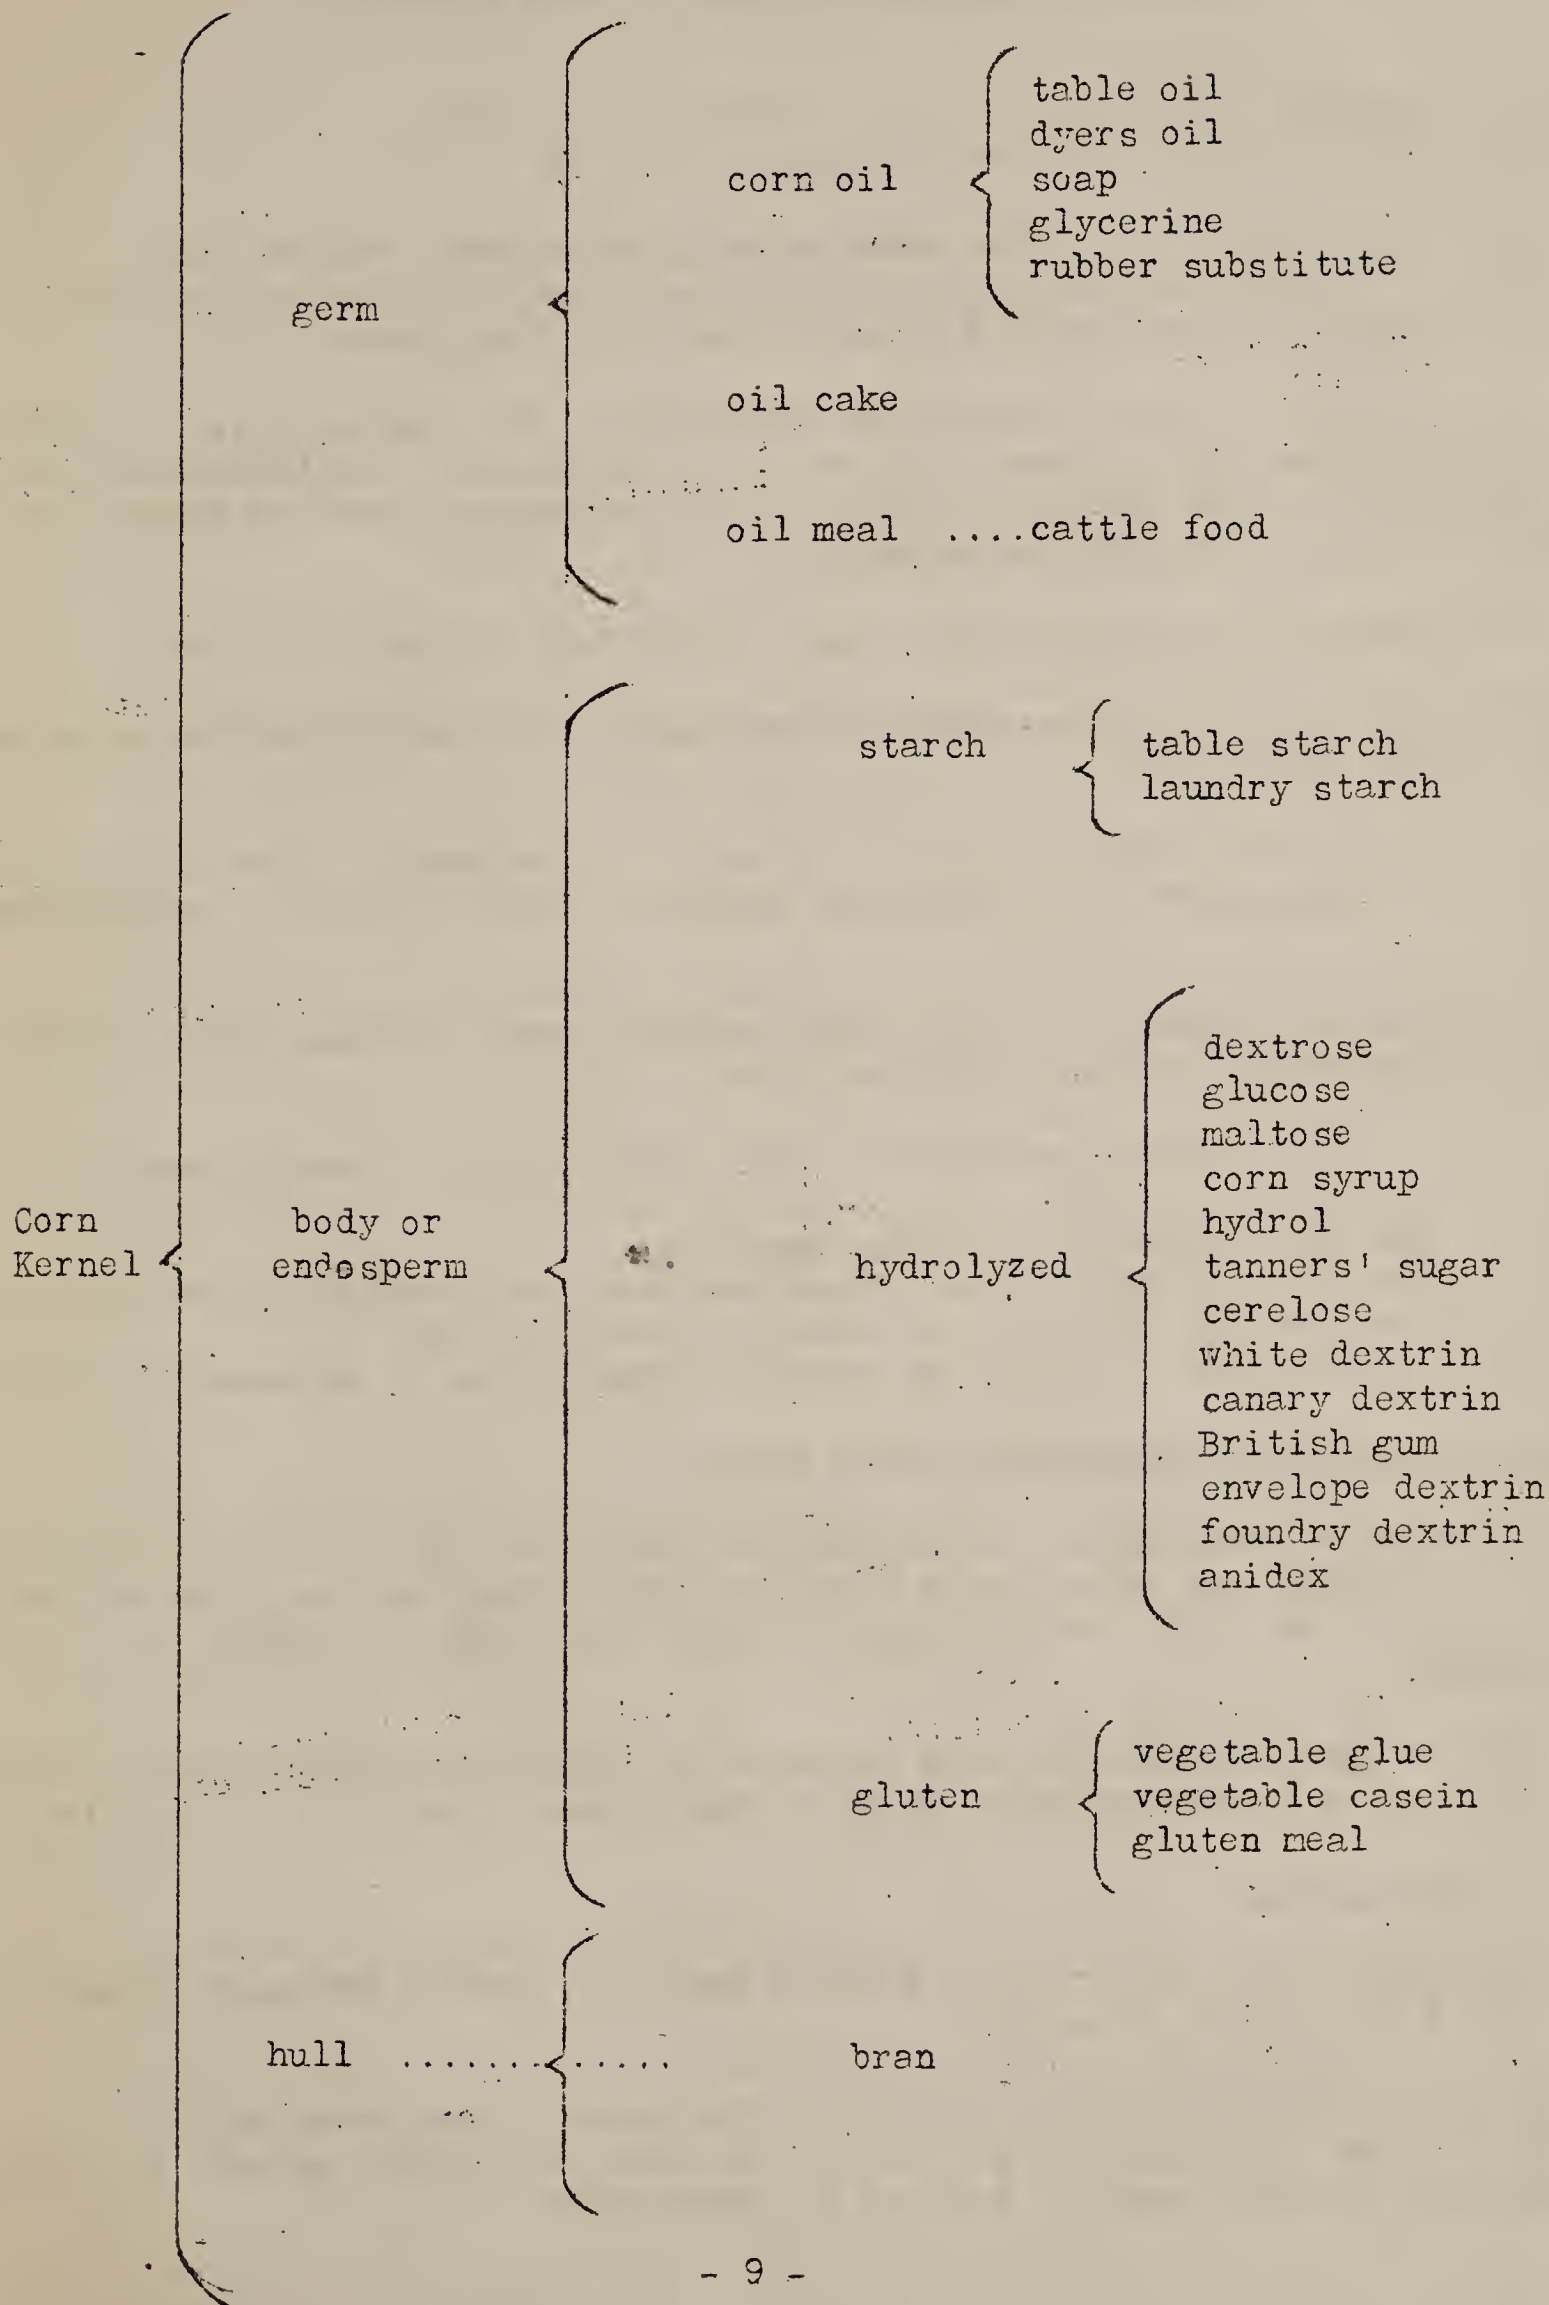 table oil
dyers oil
corn oil
soap
glycerine
rubber substitute
germ
oil cake
oil meal ....cattle food
starch
table starch
laundry starch
dextrose
glucose
maltose
corn syrup
Corn
Kernel
body or
endosperm
hydrolyzed
hydrol
tanners' sugar
cerelose
white dextrin
canary dextrin
British gum
envelope dextrin
foundry dextrin
anidex
gluten
vegetable glue
vegetable casein
gluten meal
hull ............ bran
- 9 -